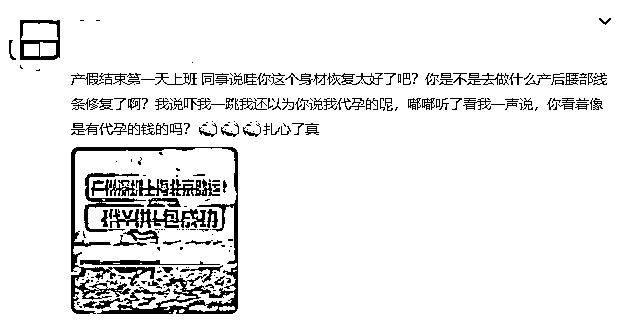 产假结束第一天上班 同事说哇你这个身材恢复太好了吧？你是不是去做什么产后腰部线
条修复了啊？我说吓我一跳我还以为你说我代孕的呢，嘟嘟听了看我一声说，你看着像
是有代孕的钱的吗？扎心了真